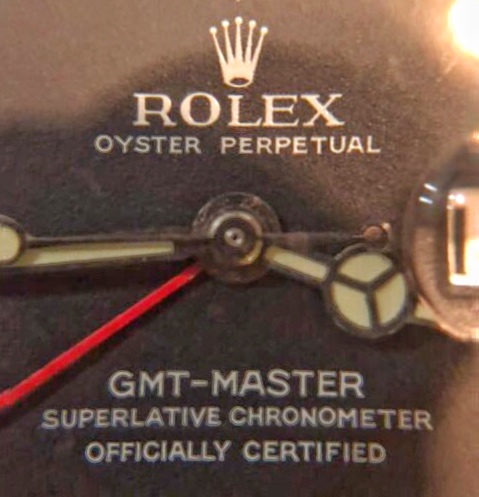 ROLEX
OYSTER PERPETUAL
GMT-MASTER
SUPERLATIVE CHRONOMETER
OFFICIALLY CERTIFIED